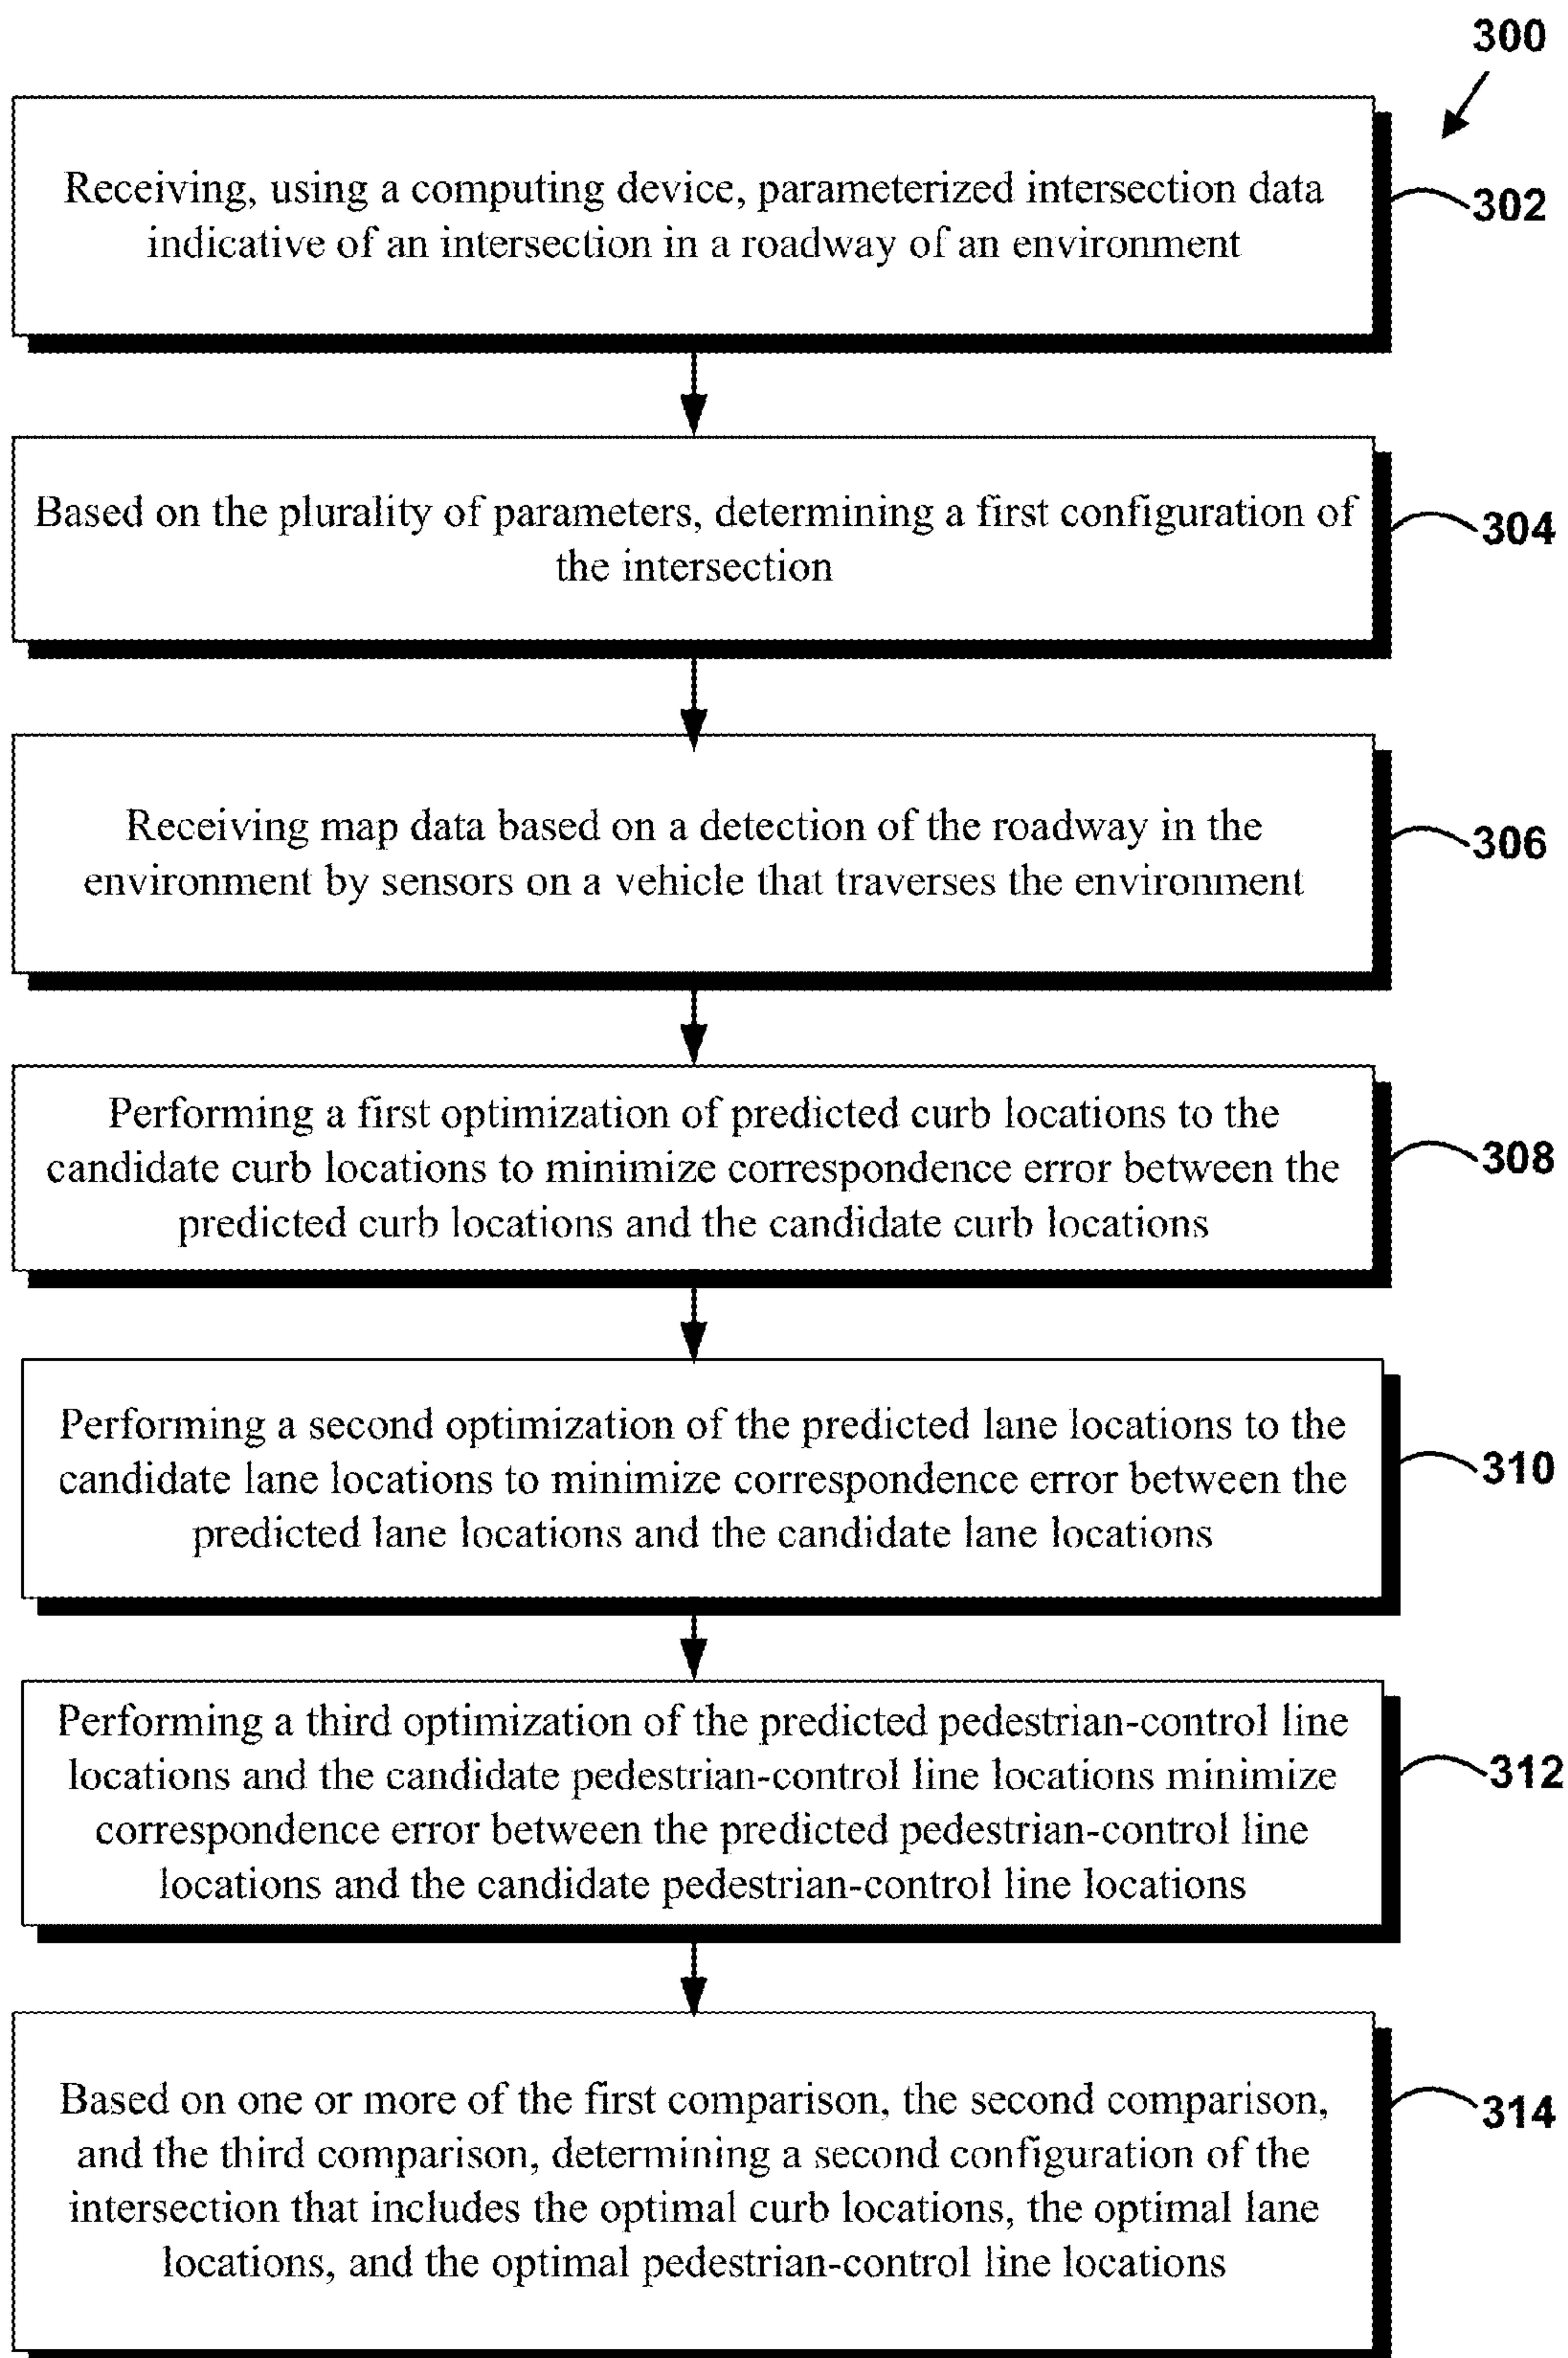 300
Receiving, using a computing device, parameterized intersection data
indicative of an intersection in a roadway of an environment
302
Based on the plurality of parameters, determining a first configuration of
the intersection
304
Receiving map data based on a detection of the roadway in the
environment by sensors on a vehicle that traverses the environment
306
Performing a first optimization of predicted curb locations to the
candidate curb locations to minimize correspondence error between the
predicted curb locations and the candidate curb locations
308
Performing a second optimization of the predicted lane locations to the
candidate lane locations to minimize correspondence error between the
predicted lane locations and the candidate lane locations
310
Performing a third optimization of the predicted pedestrian-control line
locations and the candidate pedestrian-control line locations minimize
correspondence error between the predicted pedestrian-control line
locations and the candidate pedestrian-control line locations
312
Based on one or more of the first comparison, the second comparison,
and the third comparison, determining a second configuration of the
intersection that includes the optimal curb locations, the optimal lane
locations, and the optimal pedestrian-control line locations
314